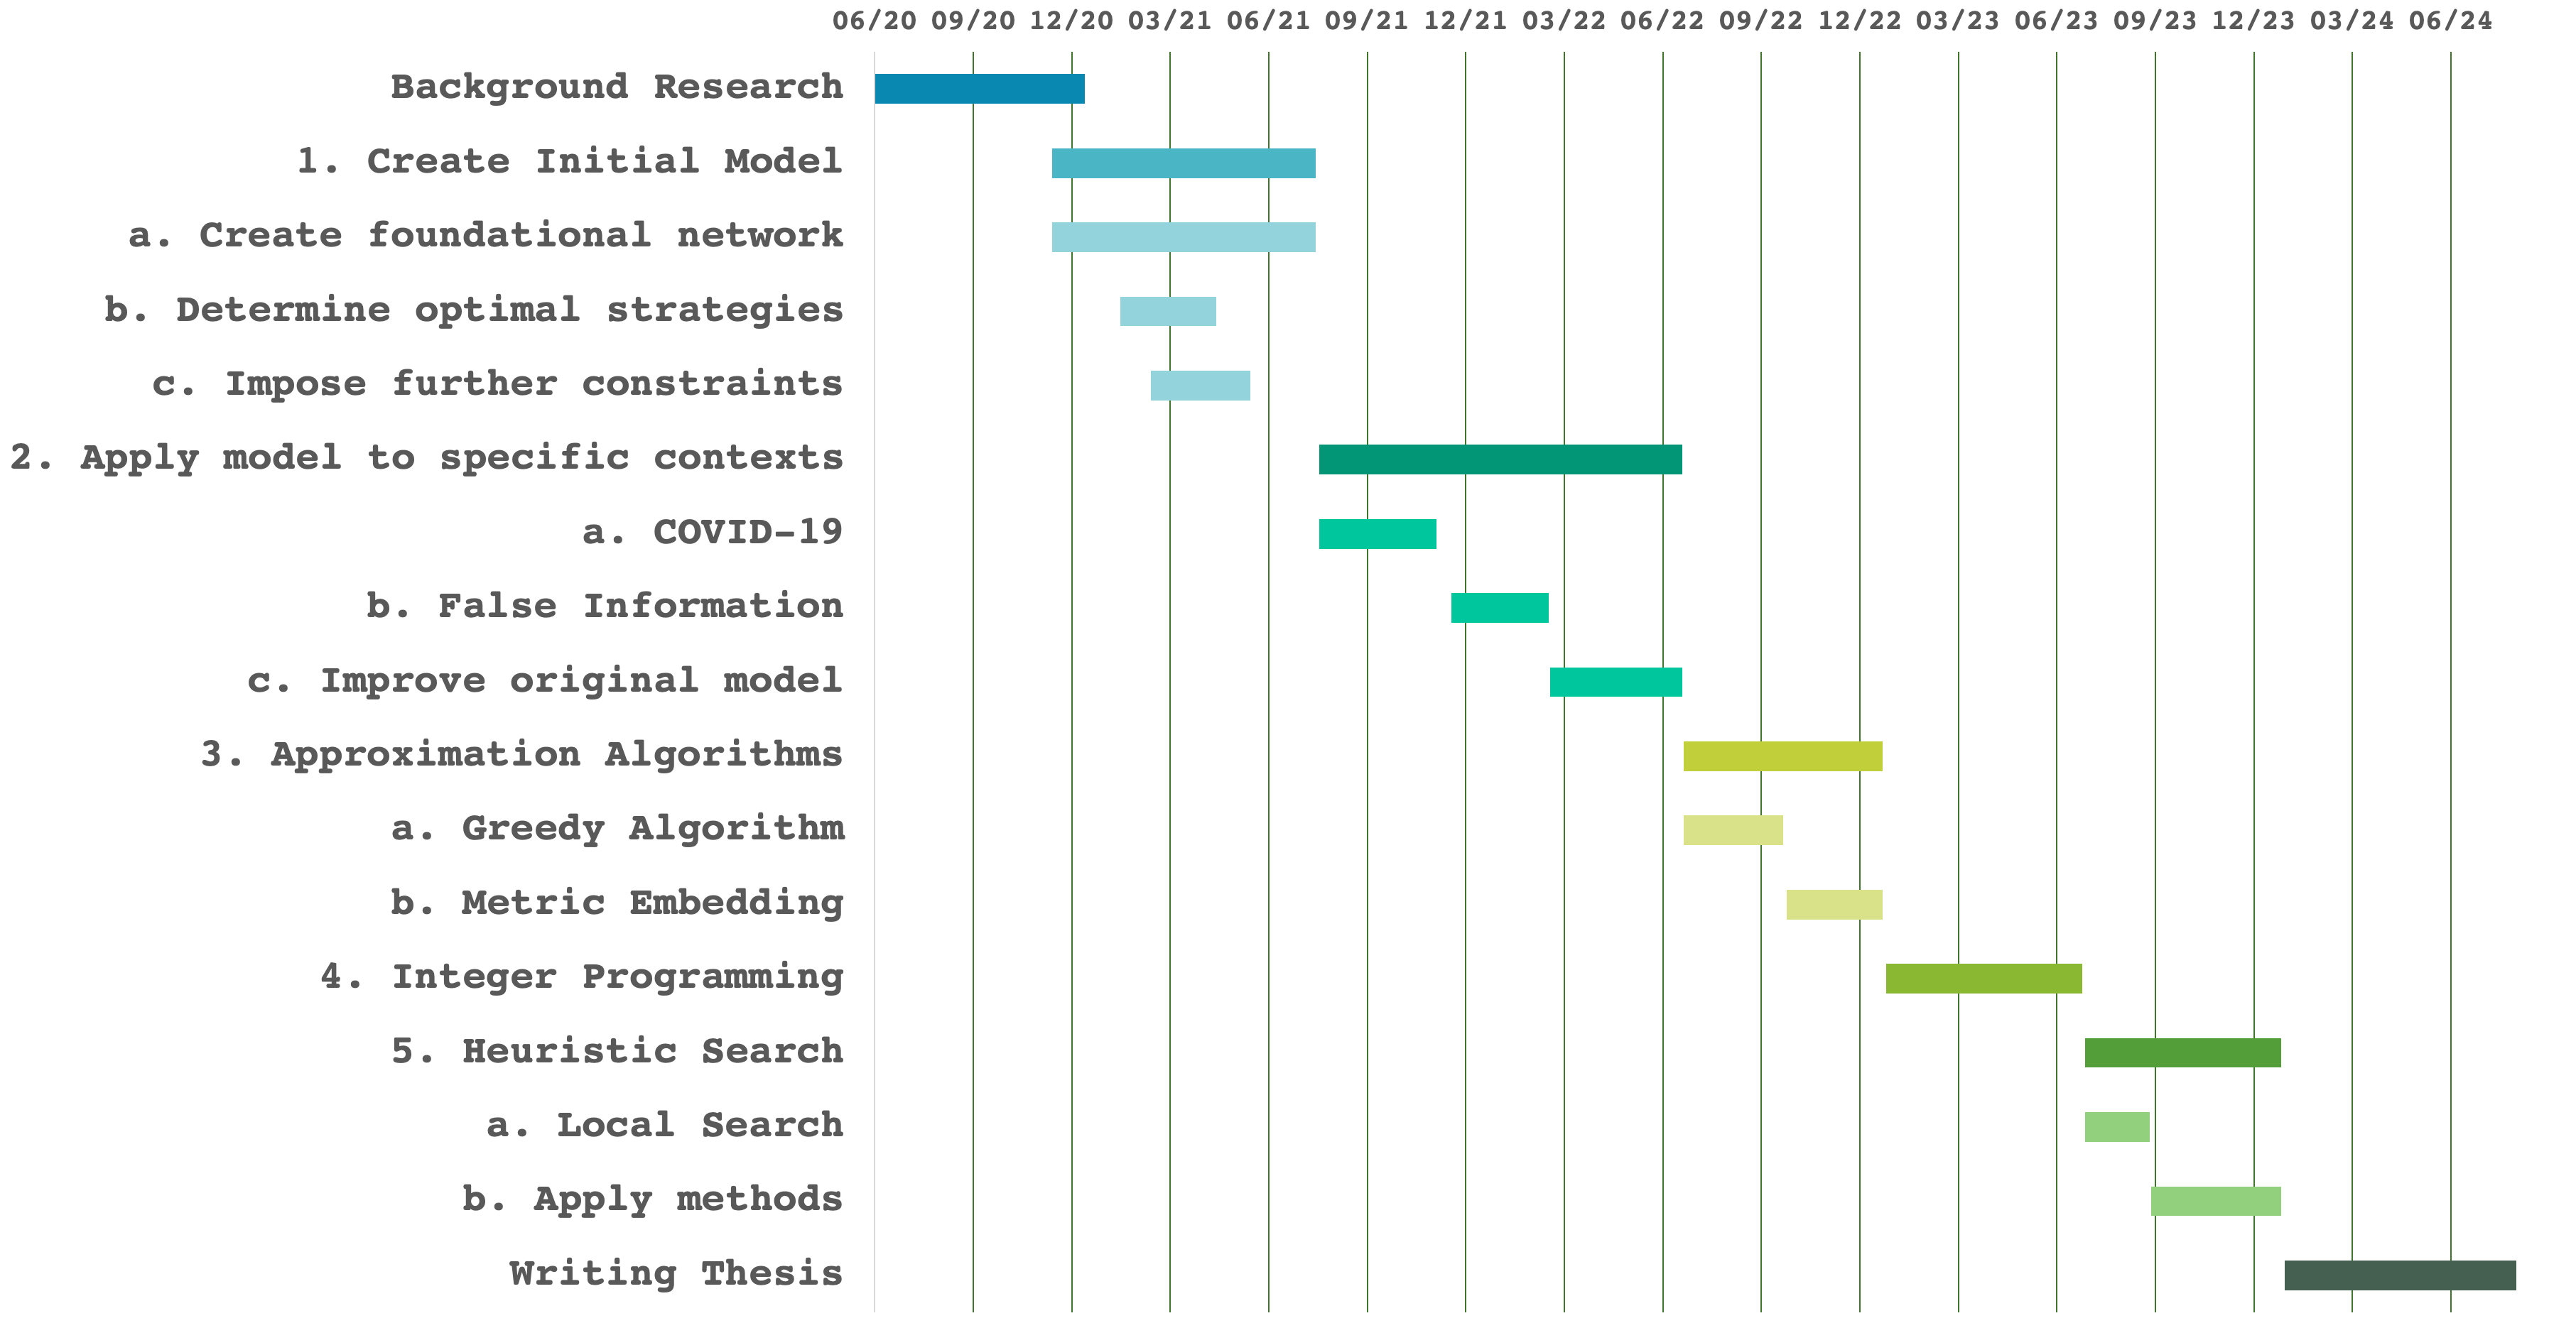 06/20 09/20 12/20 03/21 06/21 09/21 12/21 03/22 06/22 09/22 12/22 03/23 06/23 09/23 12/23 03/24 06/24
Background Research
1. Create Initial Model
a. Create foundational network
b. Determine optimal strategies
c. Impose further constraints
2. Apply model to specific contexts
a. COVID-19
b. False Information
c. Improve original model
3. Approximation Algorithms
a. Greedy Algorithm
b. Metric Embedding
4. Integer Programming
5. Heuristic Search
a. Local Search
b. Apply methods
Writing Thesis